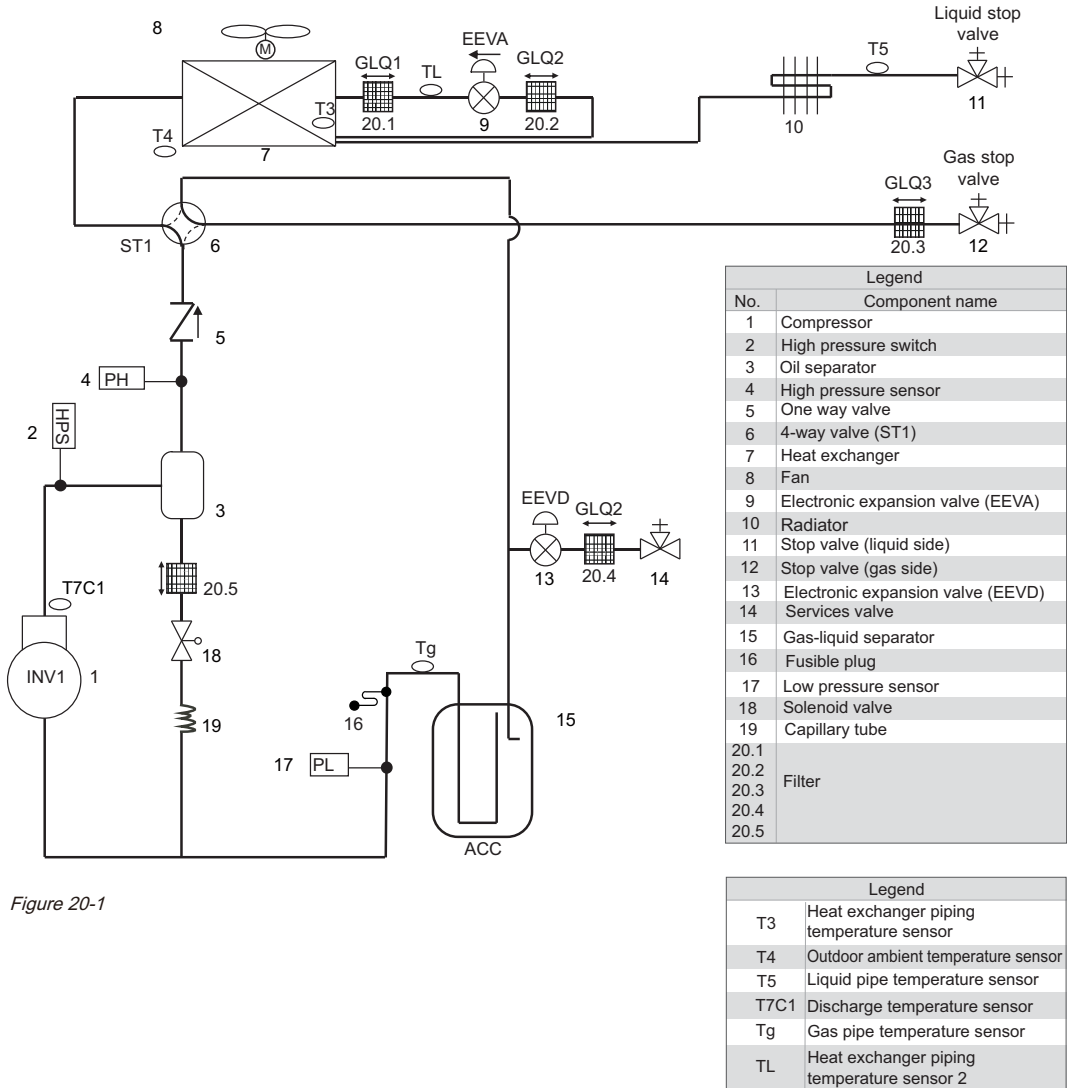 8
M
GLQ1
TL
EEVA
GLQ2
T5
Liquid stop
valve
T3
20.1
9
20.2
10
11
T4
7
Gas stop
valve
GLQ3
ST1
6
20.3
12
5
4 PH
2 HPS
3
EEVD
GLQ2
13
20.4
14
20.5
T7C1
18
INV1 1
19
Tg
16
15
17 PL
ACC
Figure 20-1
Legend
No. Component name
1 Compressor
2 High pressure switch
3 Oil separator
4 High pressure sensor
5 One way valve
6 4-way valve (ST1)
7 Heat exchanger
8 Fan
9 Electronic expansion valve (EEVA)
10 Radiator
11 Stop valve (liquid side)
12 Stop valve (gas side)
13 Electronic expansion valve (EEVD)
14 Services valve
15 Gas-liquid separator
16 Fusible plug
17 Low pressure sensor
18 Solenoid valve
19 Capillary tube
20.1
20.2
20.3 Filter
20.4
20.5
Legend
T3 Heat exchanger piping
temperature sensor
T4 Outdoor ambient temperature sensor
T5 Liquid pipe temperature sensor
T7C1 Discharge temperature sensor
Tg Gas pipe temperature sensor
TL Heat exchanger piping
temperature sensor 2